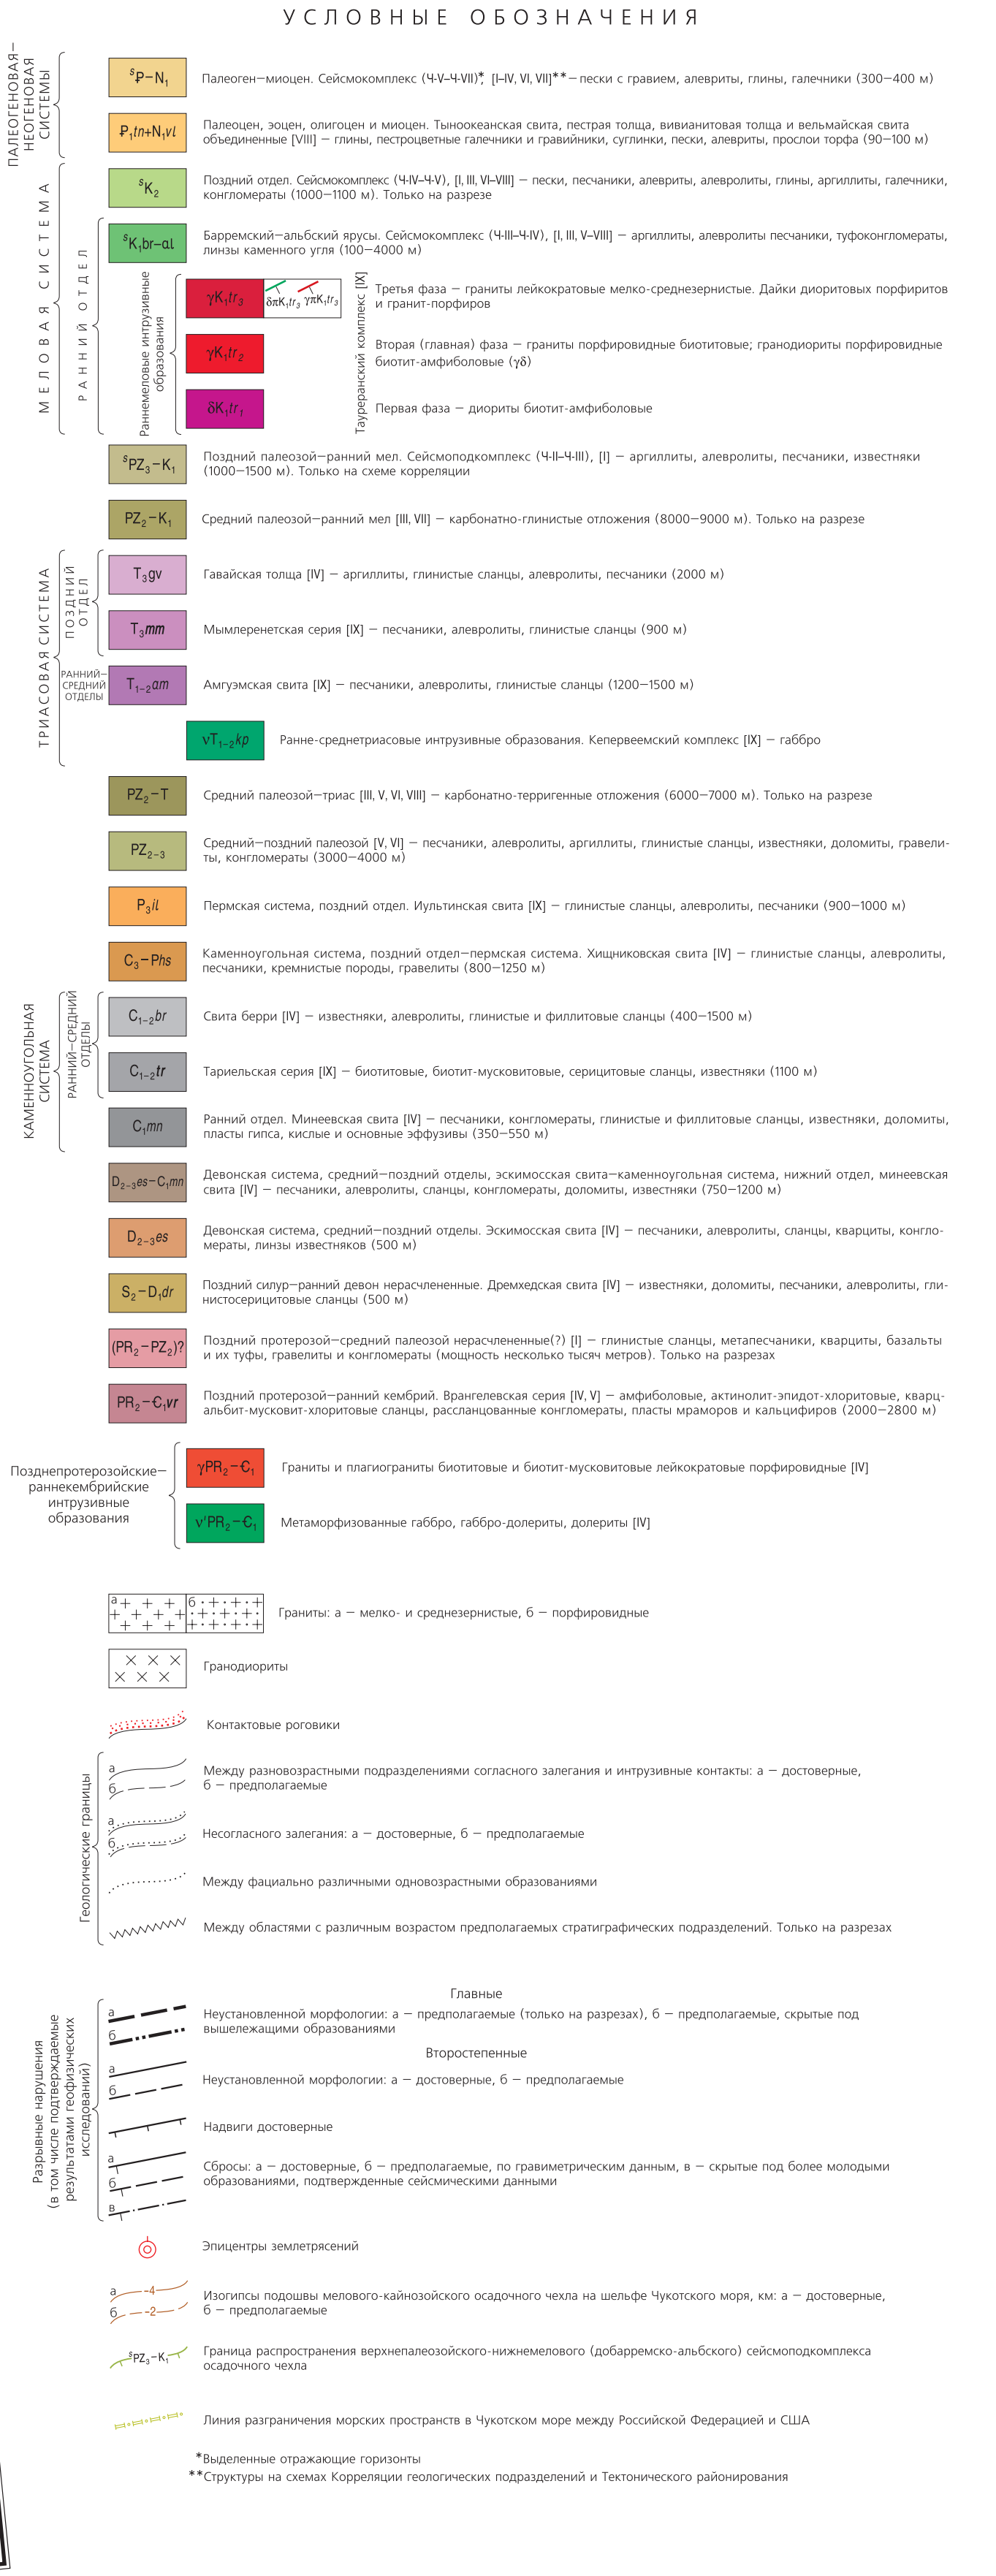 УСЛОВНЫЕ ОБОЗНАЧЕНИЯ
ПАЛЕОГЕНОВАЯ—
НЕОГЕНОВАЯ
СИСТЕМЫ
sP–N1
Палеоген—миоцен. Сейсмокомплекс (Ч-V–Ч-VII)*, [I–IV, VI, VII]**—пески с гравием, алевриты, глины, галечники (300—400 м)
P1tn+N1vl
Палеоцен, эоцен, олигоцен и миоцен. Тыноокеанская свита, пестрая толща, вивианитовая толща и вельмайская свита
объединенные [VIII] — глины, пестроцветные галечники и гравийники, суглинки, пески, алевриты, прослои торфа (90—100 м)
МЕЛОВАЯ СИСТЕМА
sK2
Поздний отдел. Сейсмокомплекс (Ч-IV–Ч-V), [I, III, VI–VIII] — пески, песчаники, алевриты, алевролиты, глины, аргиллиты, галечники,
конгломераты (1000—1100 м). Только на разрезе
РАННИЙ ОТДЕЛ
sK1br–al
Барремский-альбский ярусы. Сейсмокомплекс (Ч-III–Ч-IV), [I, III, V–VIII] — аргиллиты, алевролиты песчаники, туфоконгломераты,
линзы каменного угля (100—4000 м)
Раннемеловые интрузивные
образования
γK1tr3
δπK1tr3 γπK1tr3
Тауреранский комплекс [IX]
Третья фаза — граниты лейкократовые мелко-среднезернистые. Дайки диоритовых порфиритов
и гранит-порфиров
γK1tr2
Вторая (главная) фаза — граниты порфировидные биотитовые; гранодиориты порфировидные
биотит-амфиболовые (γδ)
δK1tr1
Первая фаза — диориты биотит-амфиболовые
sPZ3–K1
Поздний палеозой—ранний мел. Сейсмоподкомплекс (Ч-II–Ч-III), [I] — аргиллиты, алевролиты, песчаники, известняки
(1000—1500 м). Только на схеме корреляции
PZ2–K1
Средний палеозой—ранний мел [III, VII] — карбонатно-глинистые отложения (8000—9000 м). Только на разрезе
ТРИАСОВАЯ СИСТЕМА
ПОЗДНИЙ
ОТДЕЛ
T3gv
Гавайская толща [IV] — аргиллиты, глинистые сланцы, алевролиты, песчаники (2000 м)
T3mm
Мымлеренетская серия [IX] — песчаники, алевролиты, глинистые сланцы (900 м)
РАННИЙ—
СРЕДНИЙ
ОТДЕЛЫ
T1–2am
Амгуэмская свита [IX] — песчаники, алевролиты, глинистые сланцы (1200—1500 м)
νT1–2kp
Ранне-среднетриасовые интрузивные образования. Кепервеемский комплекс [IX] — габбро
PZ2–T
Средний палеозой—триас [III, V, VI, VIII] — карбонатно-терригенные отложения (6000—7000 м). Только на разрезе
PZ2–3
Средний—поздний палеозой [V, VI] — песчаники, алевролиты, аргиллиты, глинистые сланцы, известняки, доломиты, гравели-
ты, конгломераты (3000—4000 м)
P3il
Пермская система, поздний отдел. Иультинская свита [IX] — глинистые сланцы, алевролиты, песчаники (900—1000 м)
C3–Phs
Каменноугольная система, поздний отдел—пермская система. Хищниковская свита [IV] — глинистые сланцы, алевролиты,
песчаники, кремнистые породы, гравелиты (800—1250 м)
КАМЕННОУГОЛЬНАЯ
СИСТЕМА
РАННИЙ—СРЕДНИЙ
ОТДЕЛЫ
C1–2br
Свита берри [IV] — известняки, алевролиты, глинистые и филлитовые сланцы (400—1500 м)
C1–2tr
Тариельская серия [IX] — биотитовые, биотит-мусковитовые, серицитовые сланцы, известняки (1100 м)
C1mn
Ранний отдел. Минеевская свита [IV] — песчаники, конгломераты, глинистые и филлитовые сланцы, известняки, доломиты,
пласты гипса, кислые и основные эффузивы (350—550 м)
D2–3es–C1mn
Девонская система, средний—поздний отделы, эскимосская свита—каменноугольная система, нижний отдел, минеевская
свита [IV] — песчаники, алевролиты, сланцы, конгломераты, доломиты, известняки (750—1200 м)
D2–3es
Девонская система, средний—поздний отделы. Эскимосская свита [IV] — песчаники, алевролиты, сланцы, кварциты, конгло-
мераты, линзы известняков (500 м)
S2–D1dr
Поздний силур—ранний девон нерасчлененные. Дремхедская свита [IV] — известняки, доломиты, песчаники, алевролиты, гли-
нистосерицитовые сланцы (500 м)
(PR2–PZ2)?
Поздний протерозой—средний палеозой нерасчлененные(?) [I] — глинистые сланцы, метапесчаники, кварциты, базальты
и их туфы, гравелиты и конгломераты (мощность несколько тысяч метров). Только на разрезах
PR2–Є1vr
Поздний протерозой—ранний кембрий. Врангелевская серия [IV, V] — амфиболовые, актинолит-эпидот-хлоритовые, кварц-
альбит-мусковит-хлоритовые сланцы, рассланцованные конгломераты, пласты мраморов и кальцифиров (2000—2800 м)
Позднепротерозойские—
раннекембрийские
интрузивные
образования
γPR2–Є1
Граниты и плагиограниты биотитовые и биотит-мусковитовые лейкократовые порфировидные [IV]
ν'PR2–Є1
Метаморфизованные габбро, габбро-долериты, долериты [IV]
а б
Граниты: а — мелко- и среднезернистые, б — порфировидные
Гранодиориты
Контактовые роговики
Геологические границы
а
б
Между разновозрастными подразделениями согласного залегания и интрузивные контакты: а — достоверные,
б — предполагаемые
а
б
Несогласного залегания: а — достоверные, б — предполагаемые
Между фациально различными одновозрастными образованиями
Между областями с различным возрастом предполагаемых стратиграфических подразделений. Только на разрезах
Разрывные нарушения
(в том числе подтверждаемые
результатами геофизических
исследований)
Главные
а
б
Неустановленной морфологии: а — предполагаемые (только на разрезах), б — предполагаемые, скрытые под
вышележащими образованиями
Второстепенные
а
б
Неустановленной морфологии: а — достоверные, б — предполагаемые
Надвиги достоверные
а
б
в
Сбросы: а — достоверные, б — предполагаемые, по гравиметрическим данным, в — скрытые под более молодыми
образованиями, подтвержденные сейсмическими данными
Эпицентры землетрясений
а -4
б -2
Изогипсы подошвы мелового-кайнозойского осадочного чехла на шельфе Чукотского моря, км: а — достоверные,
б — предполагаемые
sPZ3–K1
Граница распространения верхнепалеозойского-нижнемелового (добарремско-альбского) сейсмоподкомплекса
осадочного чехла
Линия разграничения морских пространств в Чукотском море между Российской Федерацией и США
*Выделенные отражающие горизонты
**Структуры на схемах Корреляции геологических подразделений и Тектонического районирования